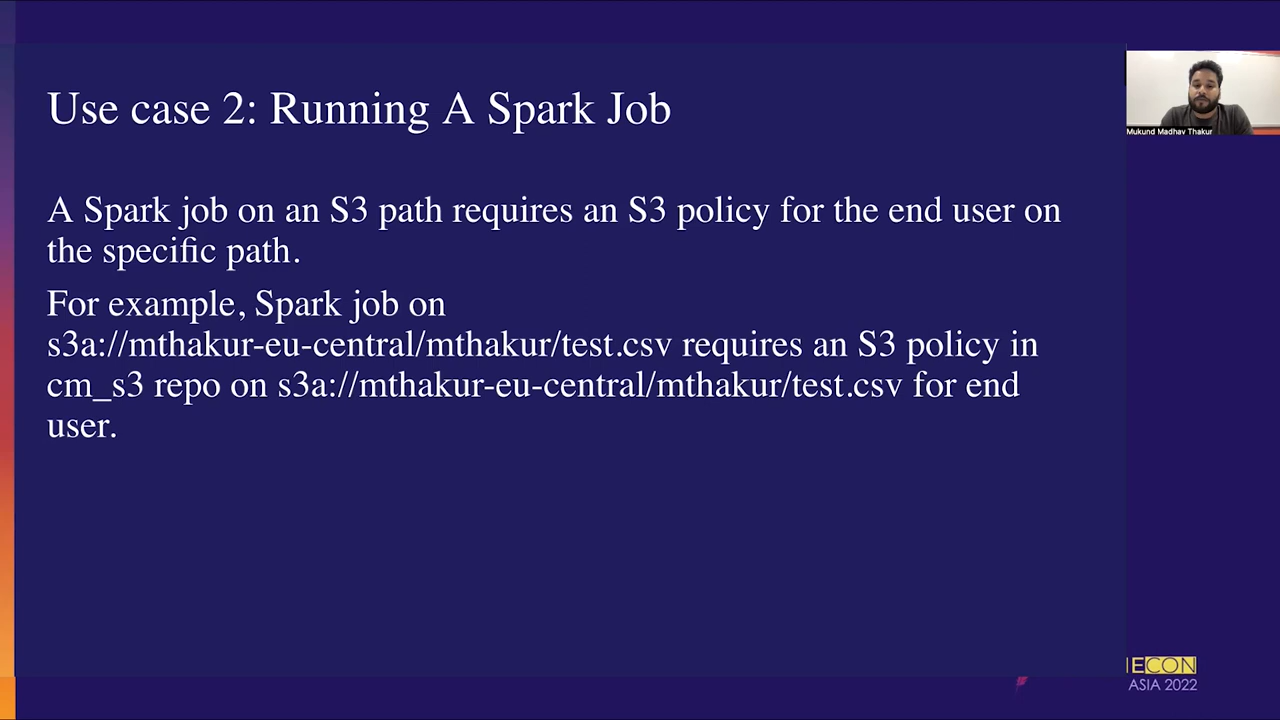 Use case 2: Running A Spark Job
A Spark job on an S3 path requires an S3 policy for the end user on
the specific path.
For example, Spark job on
s3a://mthakur-eu-central/mthakur/test.csv requires an S3 policy in
cm_s3 repo on s3a://mthakur-eu-central/mthakur/test.csv for end
user.
Mukund Madhav Thakur
ECON
ASIA 2022